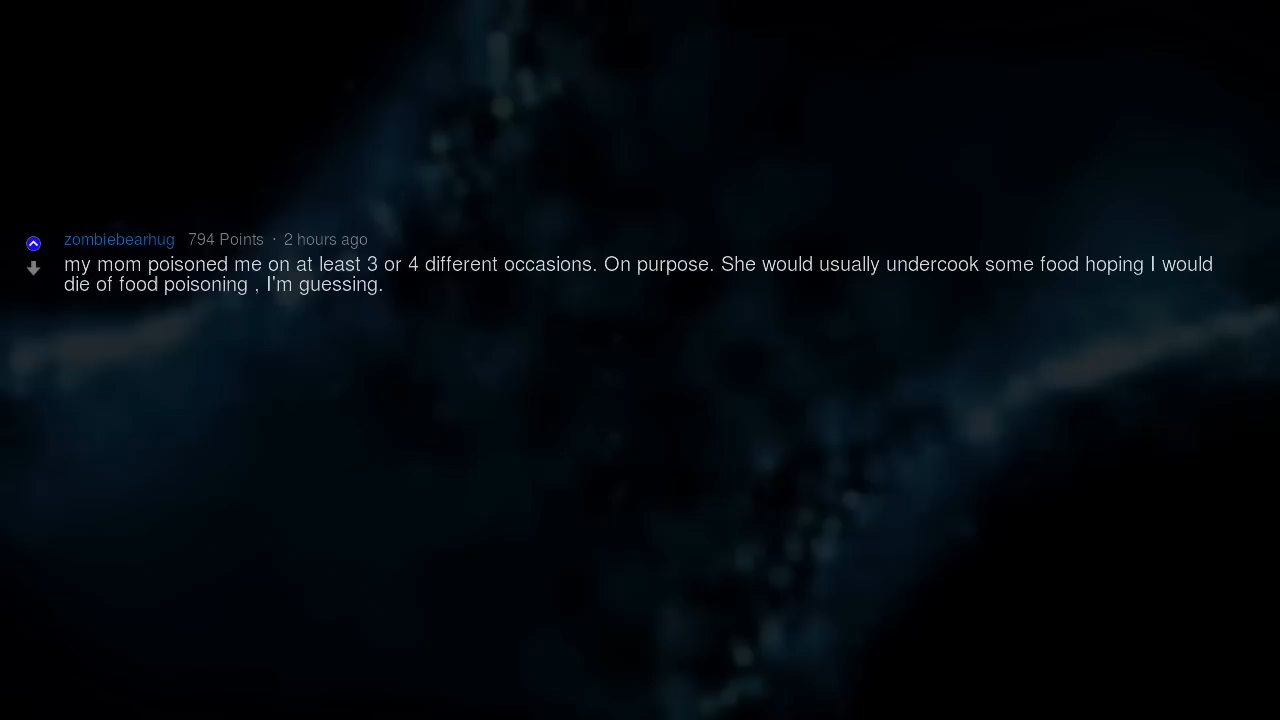 zombiebearhug 794 Points · 2 hours ago
my mom poisoned me on at least 3 or 4 different occasions. On purpose. She would usually undercook some food hoping I would
die of food poisoning , I'm guessing.